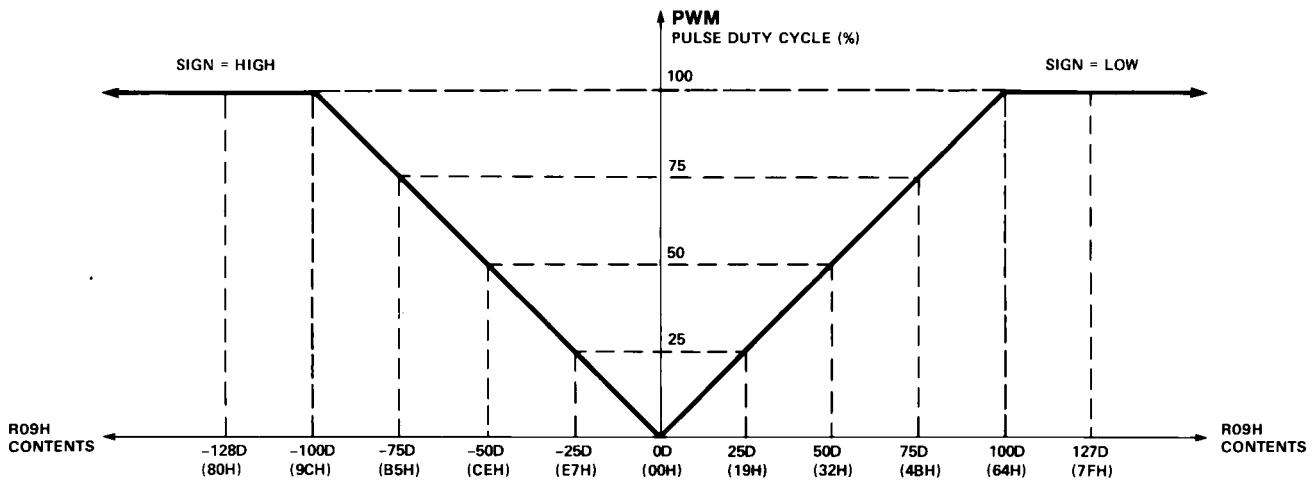 PWM
PULSE DUTY CYCLE (%)
SIGN = HIGH
SIGN = LOW
100
75
50
25
R09H
CONTENTS
-128D
(80H)
-100D
(9CH)
-75D
(B5H)
-50D
(CEH)
-25D
(E7H)
0D
(00H)
25D
(19H)
50D
(32H)
75D
(4BH)
100D
(64H)
127D
(7FH)
R09H
CONTENTS